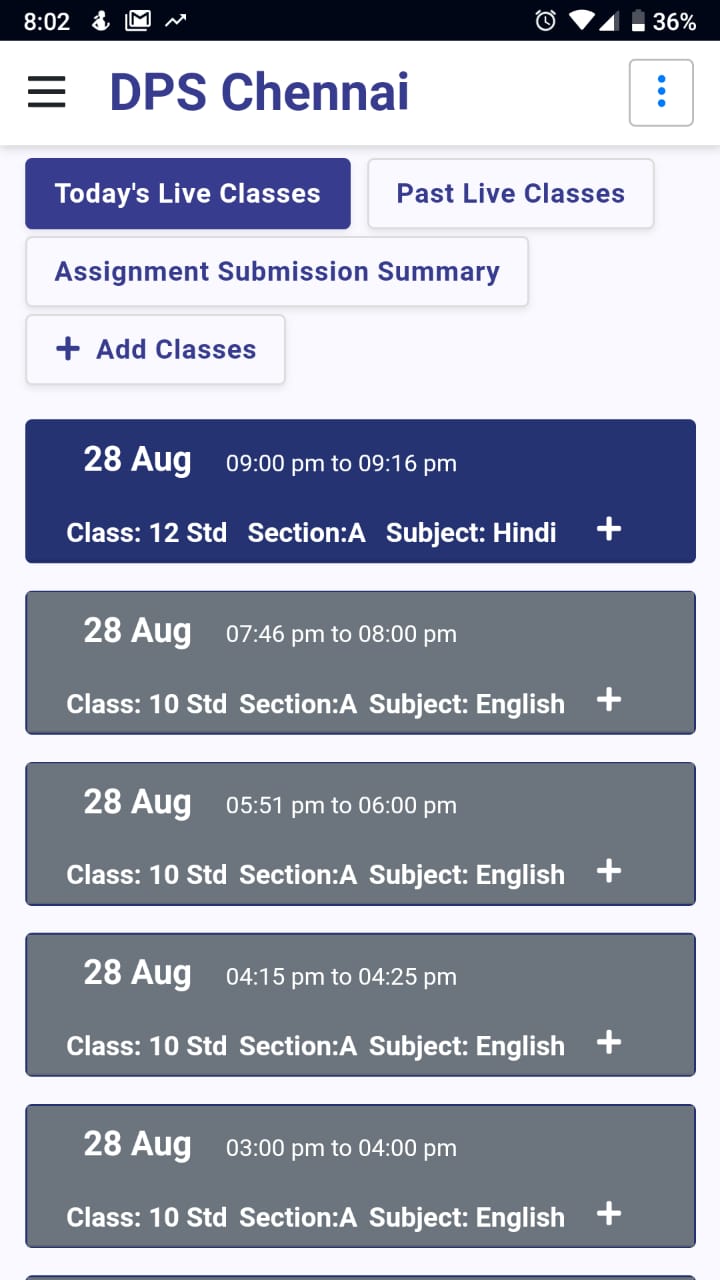 8:02 36%
DPS Chennai
Today's Live Classes Past Live Classes
Assignment Submission Summary
+ Add Classes
28 Aug 09:00 pm to 09:16 pm
Class: 12 Std Section:A Subject: Hindi +
28 Aug 07:46 pm to 08:00 pm
Class: 10 Std Section:A Subject: English +
28 Aug 05:51 pm to 06:00 pm
Class: 10 Std Section:A Subject: English +
28 Aug 04:15 pm to 04:25 pm
Class: 10 Std Section:A Subject: English +
28 Aug 03:00 pm to 04:00 pm
Class: 10 Std Section:A Subject: English +